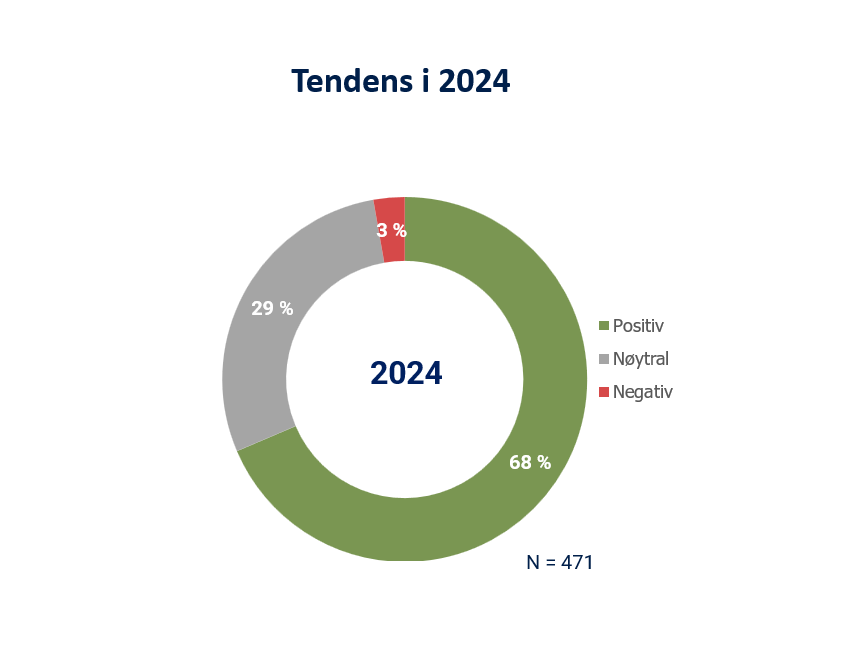 Tendens i 2024
3 %
29 %
Positiv
Nøytral
2024
Negativ
68 %
N = 471